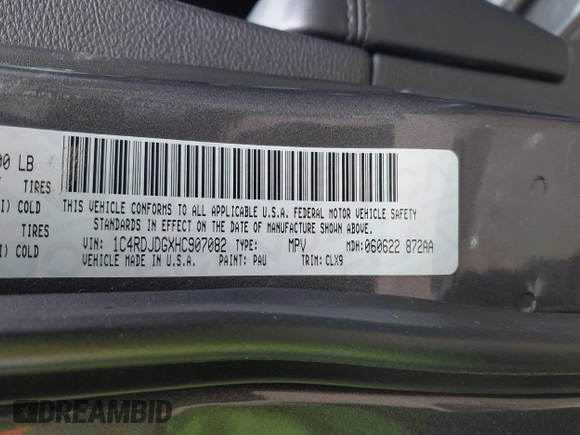 00 LB
TIRES
I) COLD
TIRES
I) COLD
THIS VEHICLE CONFORMS TO ALL APPLICABLE U.S.A. FEDERAL MOTOR VEHICLE SAFETY
STANDARDS IN EFFECT ON THE DATE OF MANUFACTURE SHOWN ABOVE.
VIN: 1C4RDJDGXHC907082 TYPE: MPV MDH:060622 872AA
VEHICLE MADE IN U.S.A. PAINT: PAU TRIM: CLX9
DREAMBID